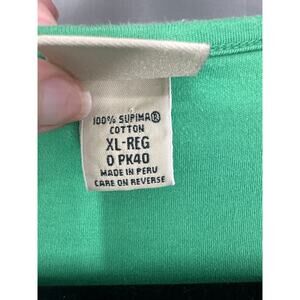 100% SUPIMA®
COTTON
XL-REG
0 PK40
MADE IN PERU
CARE ON REVERSE